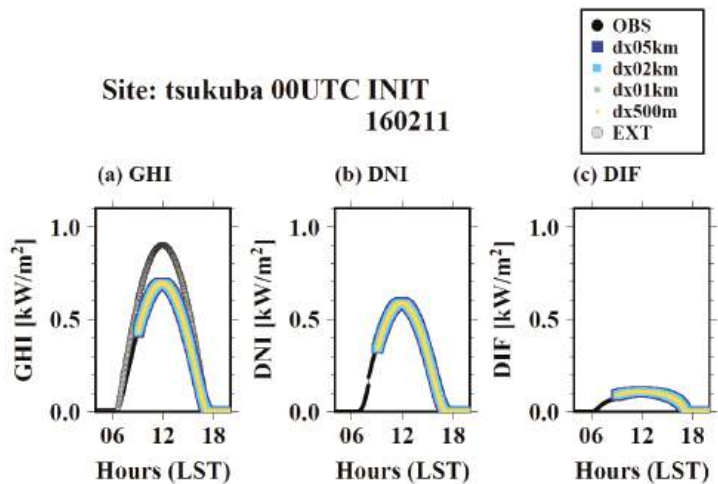 OBS
dx05km
dx02km
dx01km
dx500m
EXT
Site: tsukuba 00UTC INIT
160211
(a) GHI
(b) DNI
(c) DIF
GHI [kW/m²]
1.0
0.5
0.0
06 12 18
Hours (LST)
DNI [kW/m²]
1.0
0.5
0.0
06 12 18
Hours (LST)
DIF [kW/m²]
1.0
0.5
0.0
06 12 18
Hours (LST)